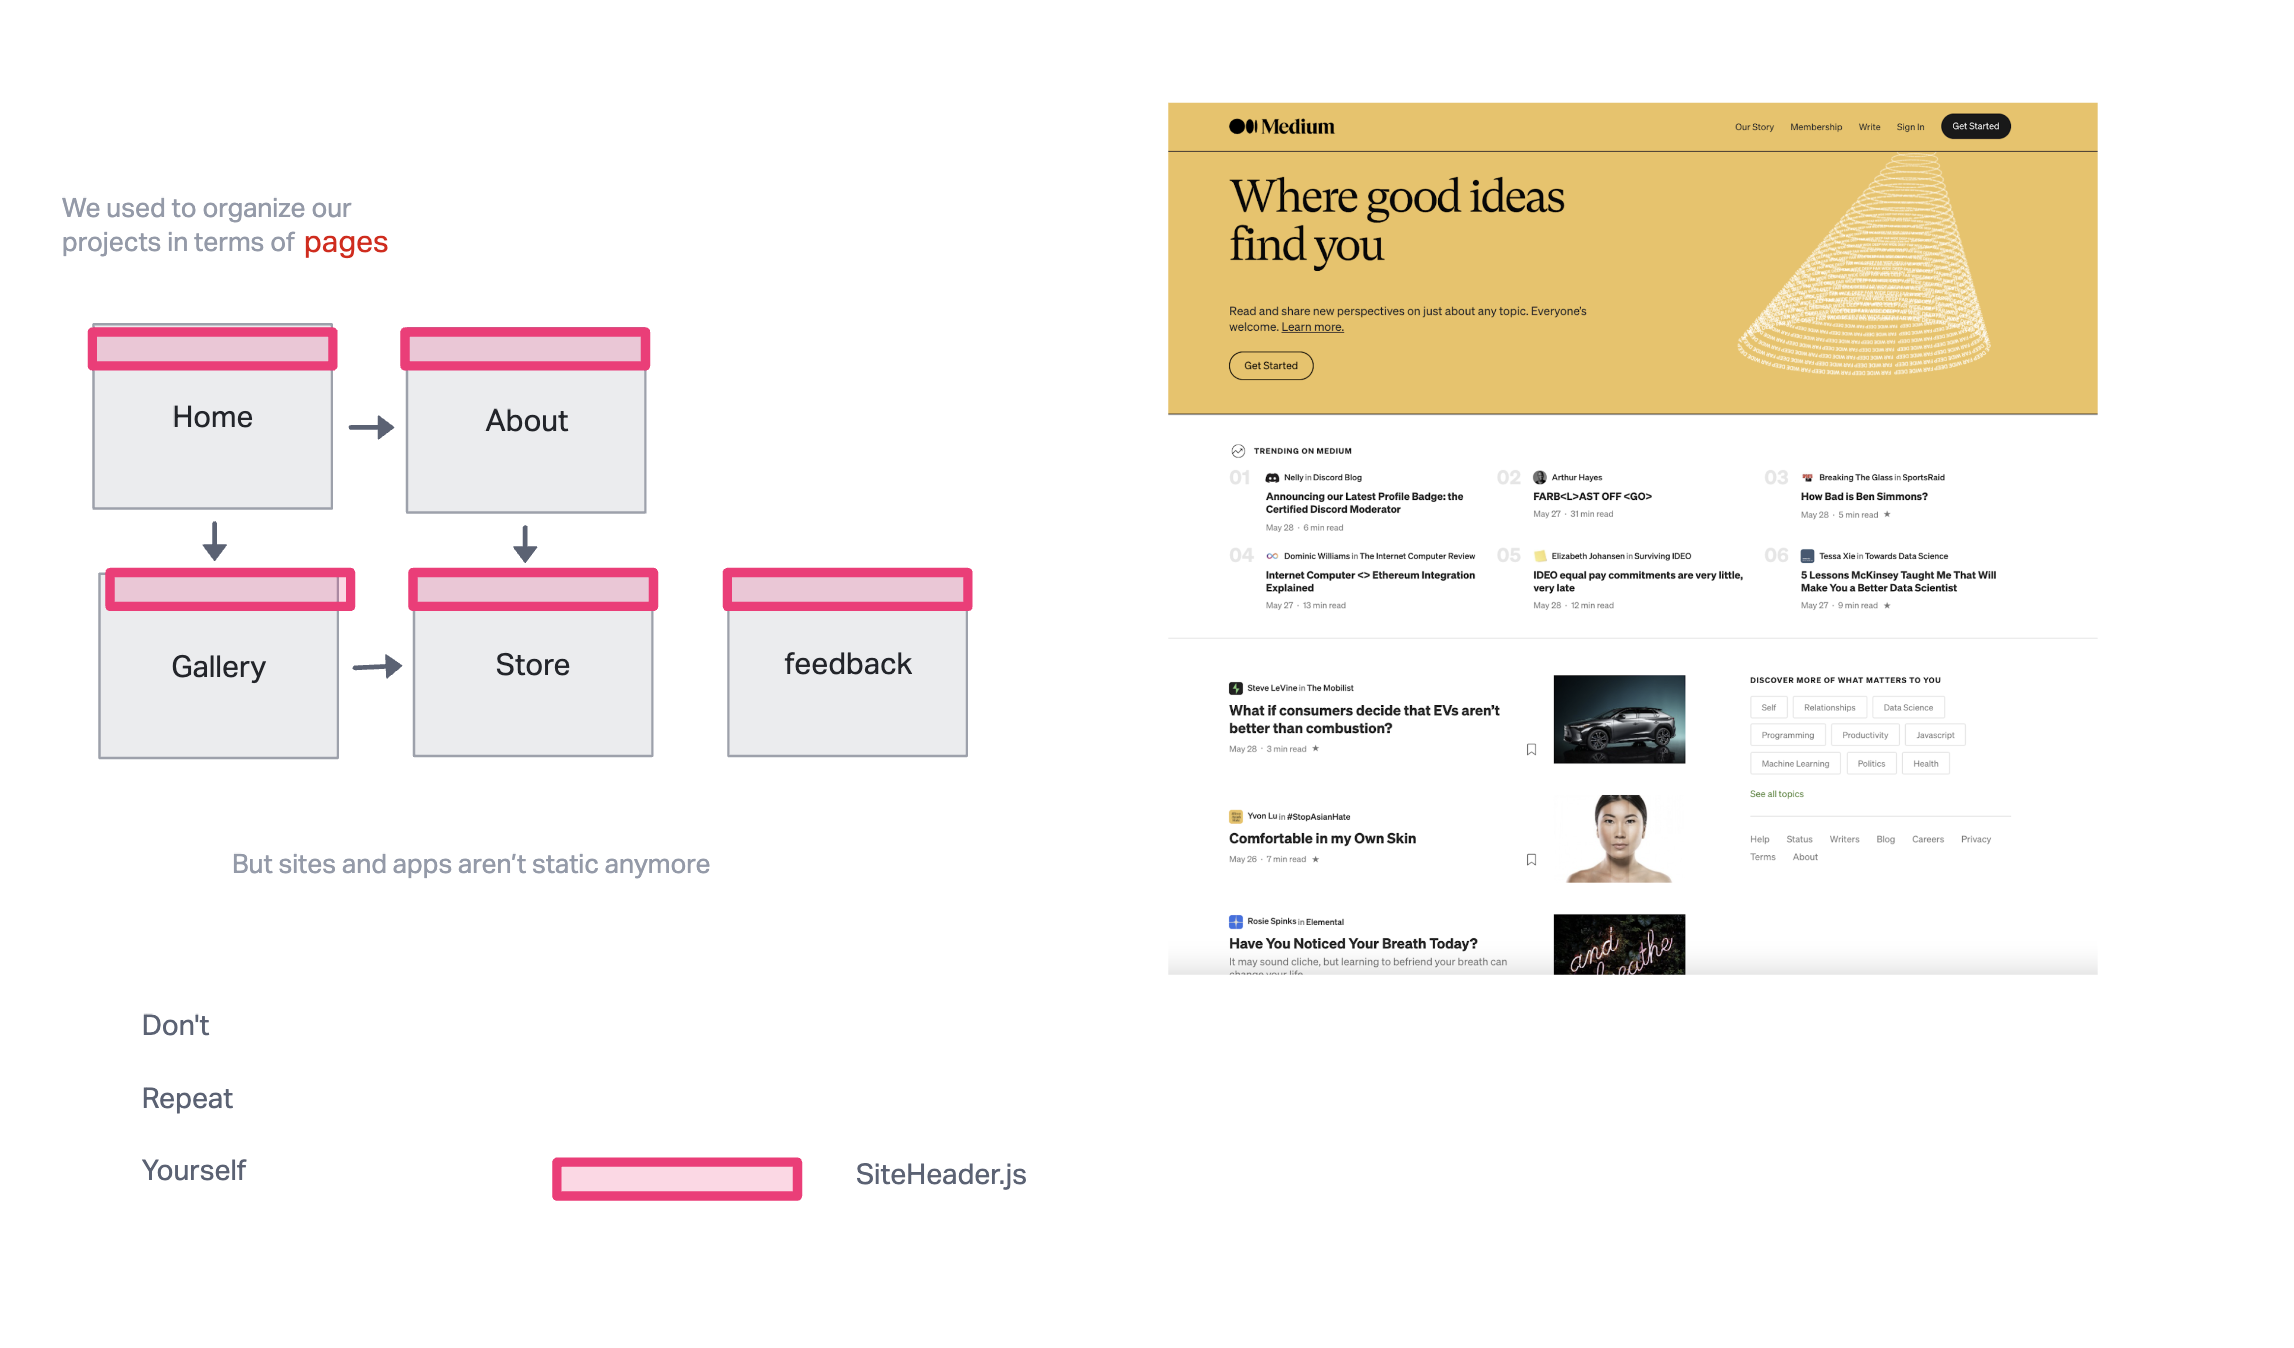 We used to organize our
projects in terms of pages
Home
About
Gallery
Store
feedback
But sites and apps aren't static anymore
Don't
Repeat
Yourself
SiteHeader.js
Medium
Our Story Membership Write Sign In Get Started
Where good ideas
find you
Read and share new perspectives on just about any topic. Everyone's
welcome. Learn more.
Get Started
TRENDING ON MEDIUM
01
Nelly in Discord Blog
Announcing our Latest Profile Badge: the
Certified Discord Moderator
May 28 · 6 min read
02
Arthur Hayes
FARB<L>AST OFF <GO>
May 27 · 31 min read
03
Breaking The Glass in SportsRaid
How Bad is Ben Simmons?
May 28 · 5 min read ★
04
Dominic Williams in The Internet Computer Review
Internet Computer <> Ethereum Integration
Explained
May 27 · 13 min read
05
Elizabeth Johansen in Surviving IDEO
IDEO equal pay commitments are very little,
very late
May 28 · 12 min read
06
Tessa Xie in Towards Data Science
5 Lessons McKinsey Taught Me That Will
Make You a Better Data Scientist
May 27 · 9 min read ★
Steve LeVine in The Mobilist
What if consumers decide that EVs aren't
better than combustion?
May 28 · 3 min read ★
Yvon Lu in #StopAsianHate
Comfortable in my Own Skin
May 26 · 7 min read ★
Rosie Spinks in Elemental
Have You Noticed Your Breath Today?
It may sound cliche, but learning to befriend your breath can
change your life
and
breathe
DISCOVER MORE OF WHAT MATTERS TO YOU
Self Relationships Data Science
Programming Productivity Javascript
Machine Learning Politics Health
See all topics
Help Status Writers Blog Careers Privacy
Terms About